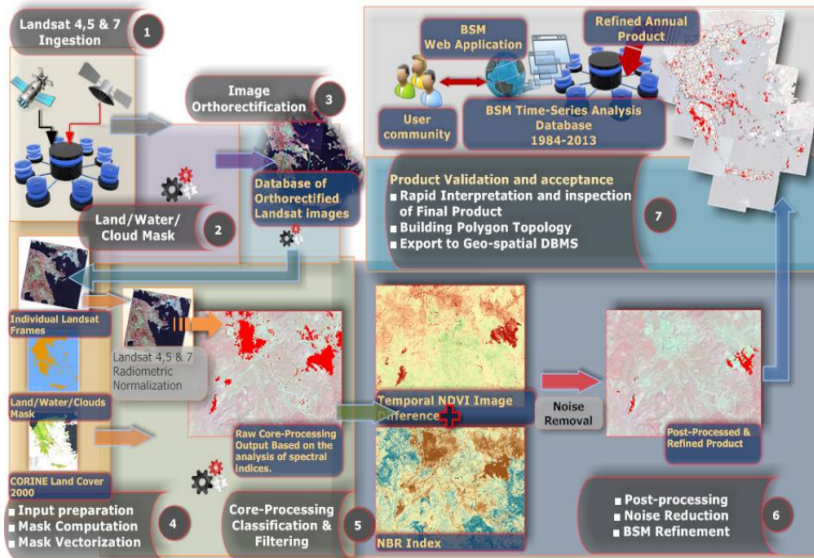 Landsat 4,5 & 7
Ingestion
1
Image
Orthorectification
3
Database of
Orthorectified
Landsat images
Land/Water/
Cloud Mask
2
BSM
Web Application
Refined Annual
Product
User
community
BSM Time-Series Analysis
Database
1984-2013
Product Validation and acceptance
Rapid Interpretation and inspection
of Final Product
Building Polygon Topology
Export to Geo-spatial DBMS
7
Individual Landsat
Frames
Landsat 4,5 & 7
Radiometric
Normalization
Land/Water/Clouds
Mask
CORINE Land Cover
2000
Raw Core-Processing
Output Based on the
analysis of spectral
indices.
Input preparation
Mask Computation
Mask Vectorization
4
Core-Processing
Classification &
Filtering
5
Temporal NDVI Image
Difference
NBR Index
Noise
Removal
Post-Processed &
Refined Product
Post-processing
Noise Reduction
BSM Refinement
6